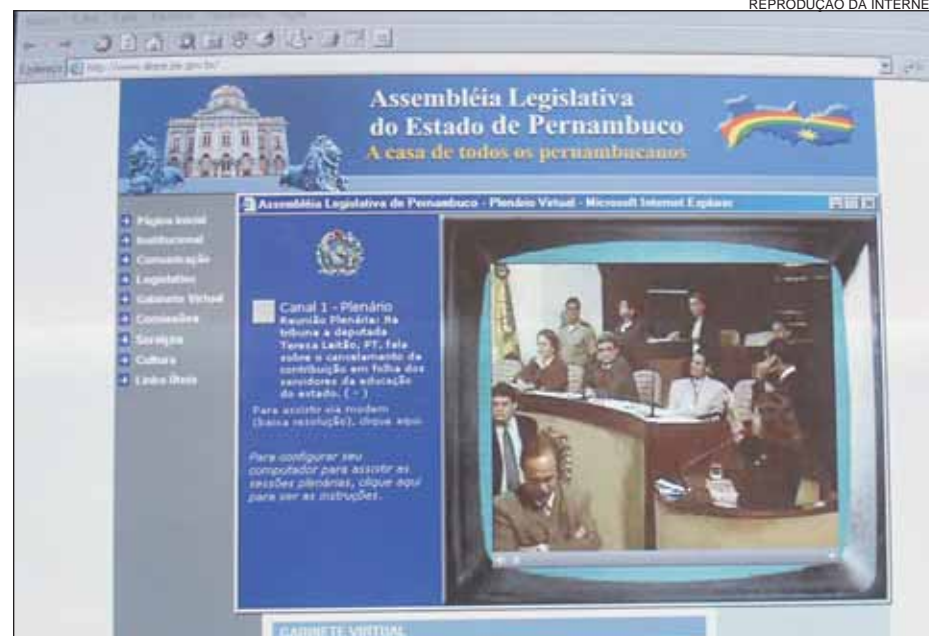 REPRODUÇÃO DA INTERNE
Assembléia Legislativa
do Estado de Pernambuco
A casa de todos os pernambucanos
Assembléia Legislativa de Pernambuco - Plenário Virtual - Microsoft Internet Explorer
Página Inicial
Institucional
Comunicação
Legislativo
Gabinete Virtual
Comissões
Serviços
Cultura
Links Úteis
Canal 1 - Plenário
Reunião Plenária: Na
tribuna a deputada
Teresa Leitão, PT, fala
sobre o cancelamento da
contribuição em folha dos
servidores da educação
do estado. ( - )
Para assistir via modem
(baixa resolução), clique aqui.
Para configurar seu
computador para assistir as
sessões plenárias, clique aqui
para ver as instruções.
GABINETE VIRTUAL